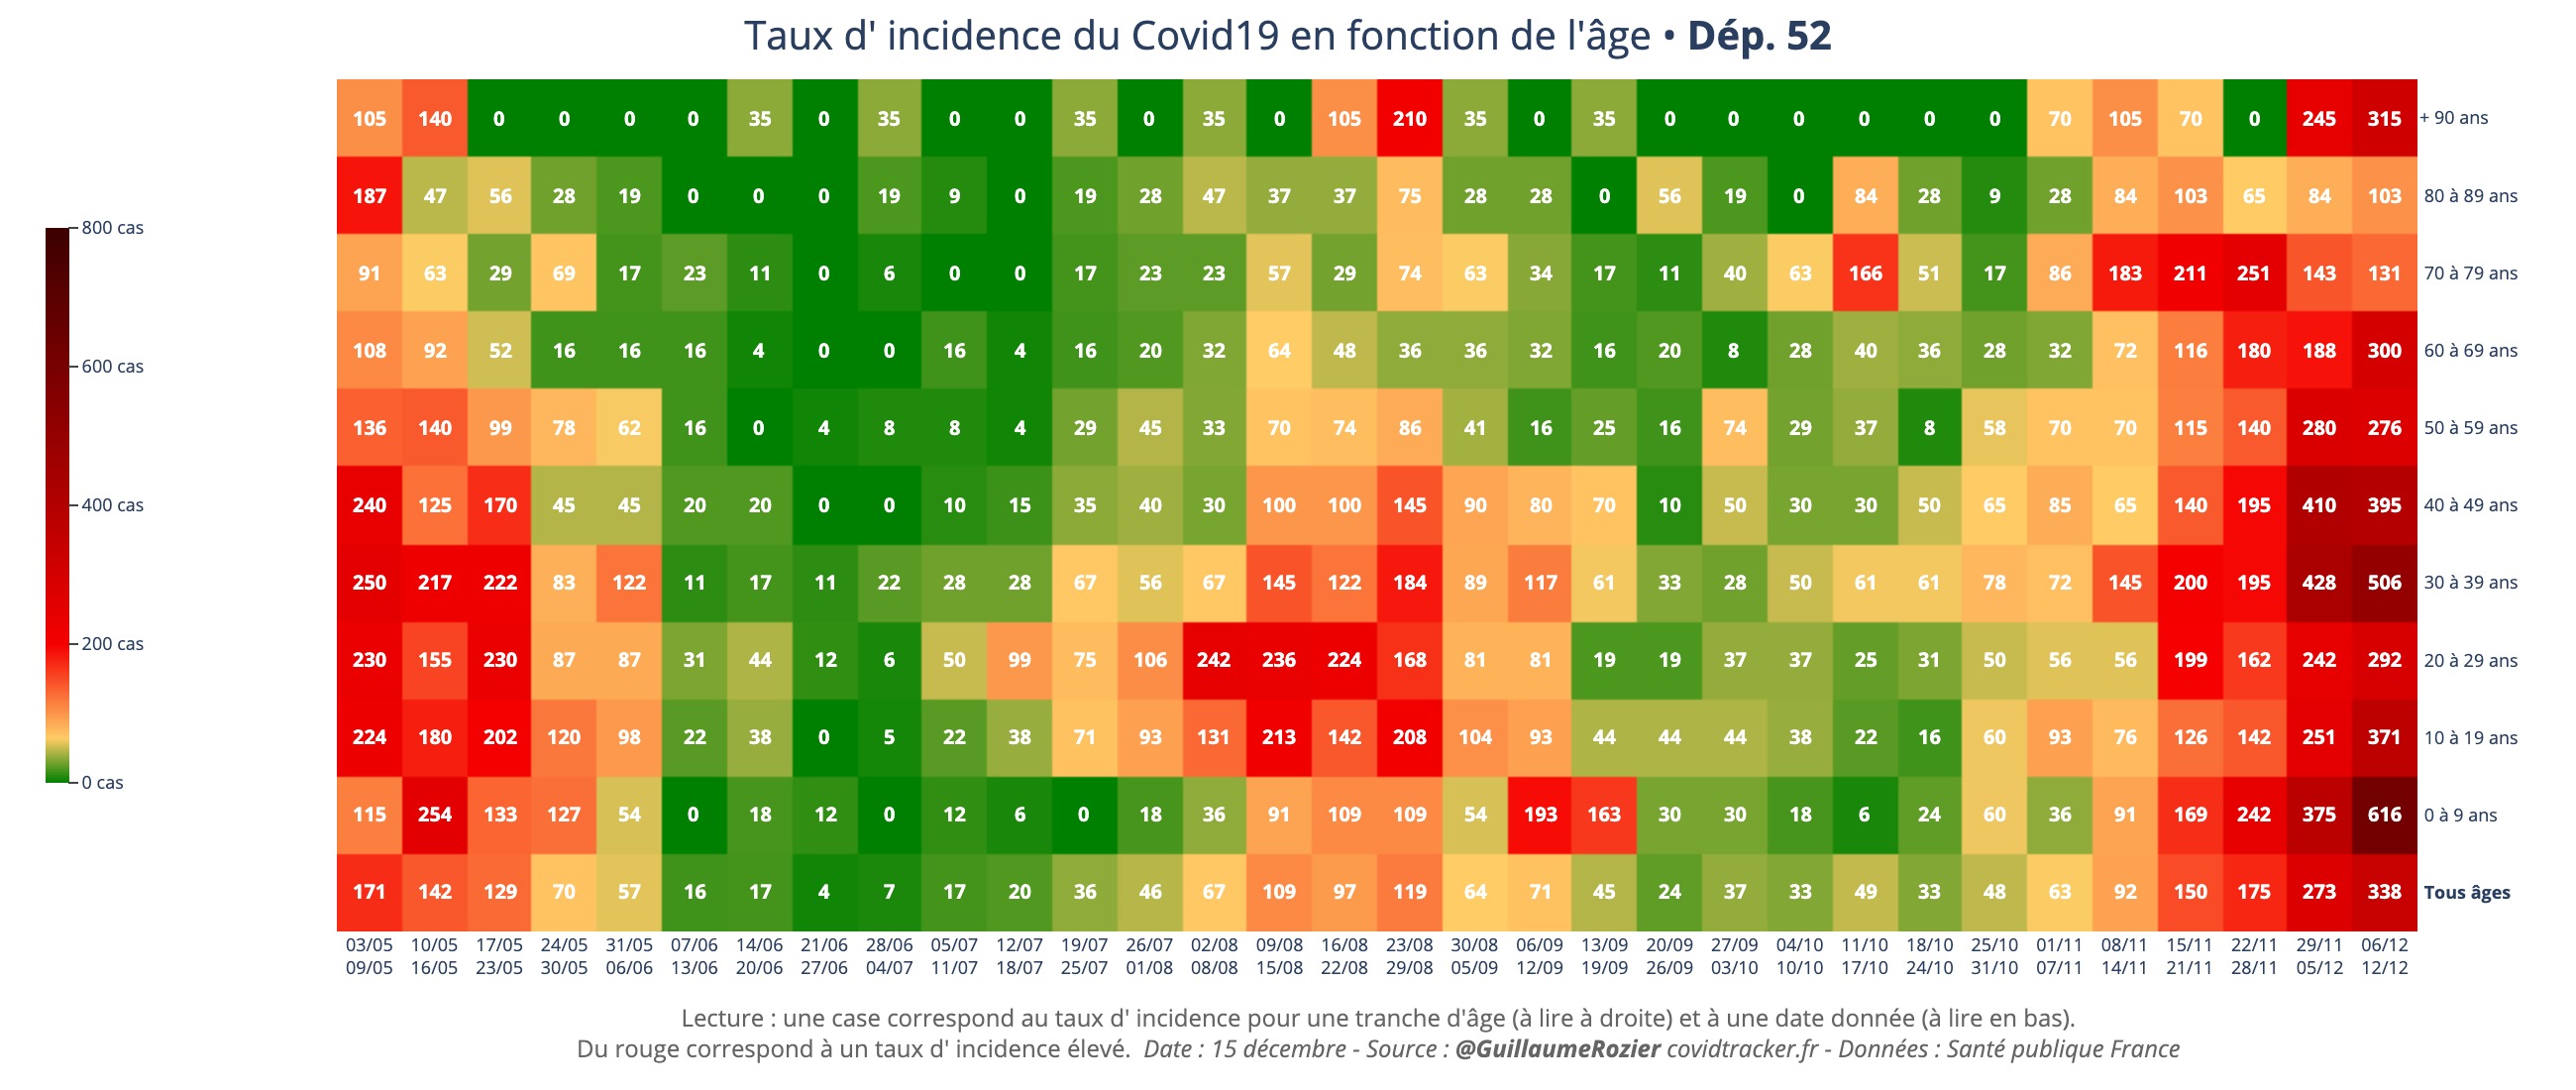 Taux d' incidence du Covid19 en fonction de l'âge • Dép. 52
105 140 0 0 0 0 35 0 35 0 0 35 0 35 0 105 210 35 0 35 0 0 0 0 0 0 70 105 70 0 245 315 + 90 ans
187 47 56 28 19 0 0 0 19 9 0 19 28 47 37 37 75 28 28 0 56 19 0 84 28 9 28 84 103 65 84 103 80 à 89 ans
800 cas
91 63 29 69 17 23 11 0 6 0 0 17 23 23 57 29 74 63 34 17 11 40 63 166 51 17 86 183 211 251 143 131 70 à 79 ans
108 92 52 16 16 16 4 0 0 16 4 16 20 32 64 48 36 36 32 16 20 8 28 40 36 28 32 72 116 180 188 300 60 à 69 ans
600 cas
136 140 99 78 62 16 0 4 8 8 4 29 45 33 70 74 86 41 16 25 16 74 29 37 8 58 70 70 115 140 280 276 50 à 59 ans
400 cas
240 125 170 45 45 20 20 0 0 10 15 35 40 30 100 100 145 90 80 70 10 50 30 30 50 65 85 65 140 195 410 395 40 à 49 ans
250 217 222 83 122 11 17 11 22 28 28 67 56 67 145 122 184 89 117 61 33 28 50 61 61 78 72 145 200 195 428 506 30 à 39 ans
200 cas
230 155 230 87 87 31 44 12 6 50 99 75 106 242 236 224 168 81 81 19 19 37 37 25 31 50 56 56 199 162 242 292 20 à 29 ans
224 180 202 120 98 22 38 0 5 22 38 71 93 131 213 142 208 104 93 44 44 44 38 22 16 60 93 76 126 142 251 371 10 à 19 ans
0 cas
115 254 133 127 54 0 18 12 0 12 6 0 18 36 91 109 109 54 193 163 30 30 18 6 24 60 36 91 169 242 375 616 0 à 9 ans
171 142 129 70 57 16 17 4 7 17 20 36 46 67 109 97 119 64 71 45 24 37 33 49 33 48 63 92 150 175 273 338 Tous âges
03/05 10/05 17/05 24/05 31/05 07/06 14/06 21/06 28/06 05/07 12/07 19/07 26/07 02/08 09/08 16/08 23/08 30/08 06/09 13/09 20/09 27/09 04/10 11/10 18/10 25/10 01/11 08/11 15/11 22/11 29/11 06/12
09/05 16/05 23/05 30/05 06/06 13/06 20/06 27/06 04/07 11/07 18/07 25/07 01/08 08/08 15/08 22/08 29/08 05/09 12/09 19/09 26/09 03/10 10/10 17/10 24/10 31/10 07/11 14/11 21/11 28/11 05/12 12/12
Lecture : une case correspond au taux d' incidence pour une tranche d'âge (à lire à droite) et à une date donnée (à lire en bas).
Du rouge correspond à un taux d' incidence élevé. Date : 15 décembre - Source : @GuillaumeRozier covidtracker.fr - Données : Santé publique France